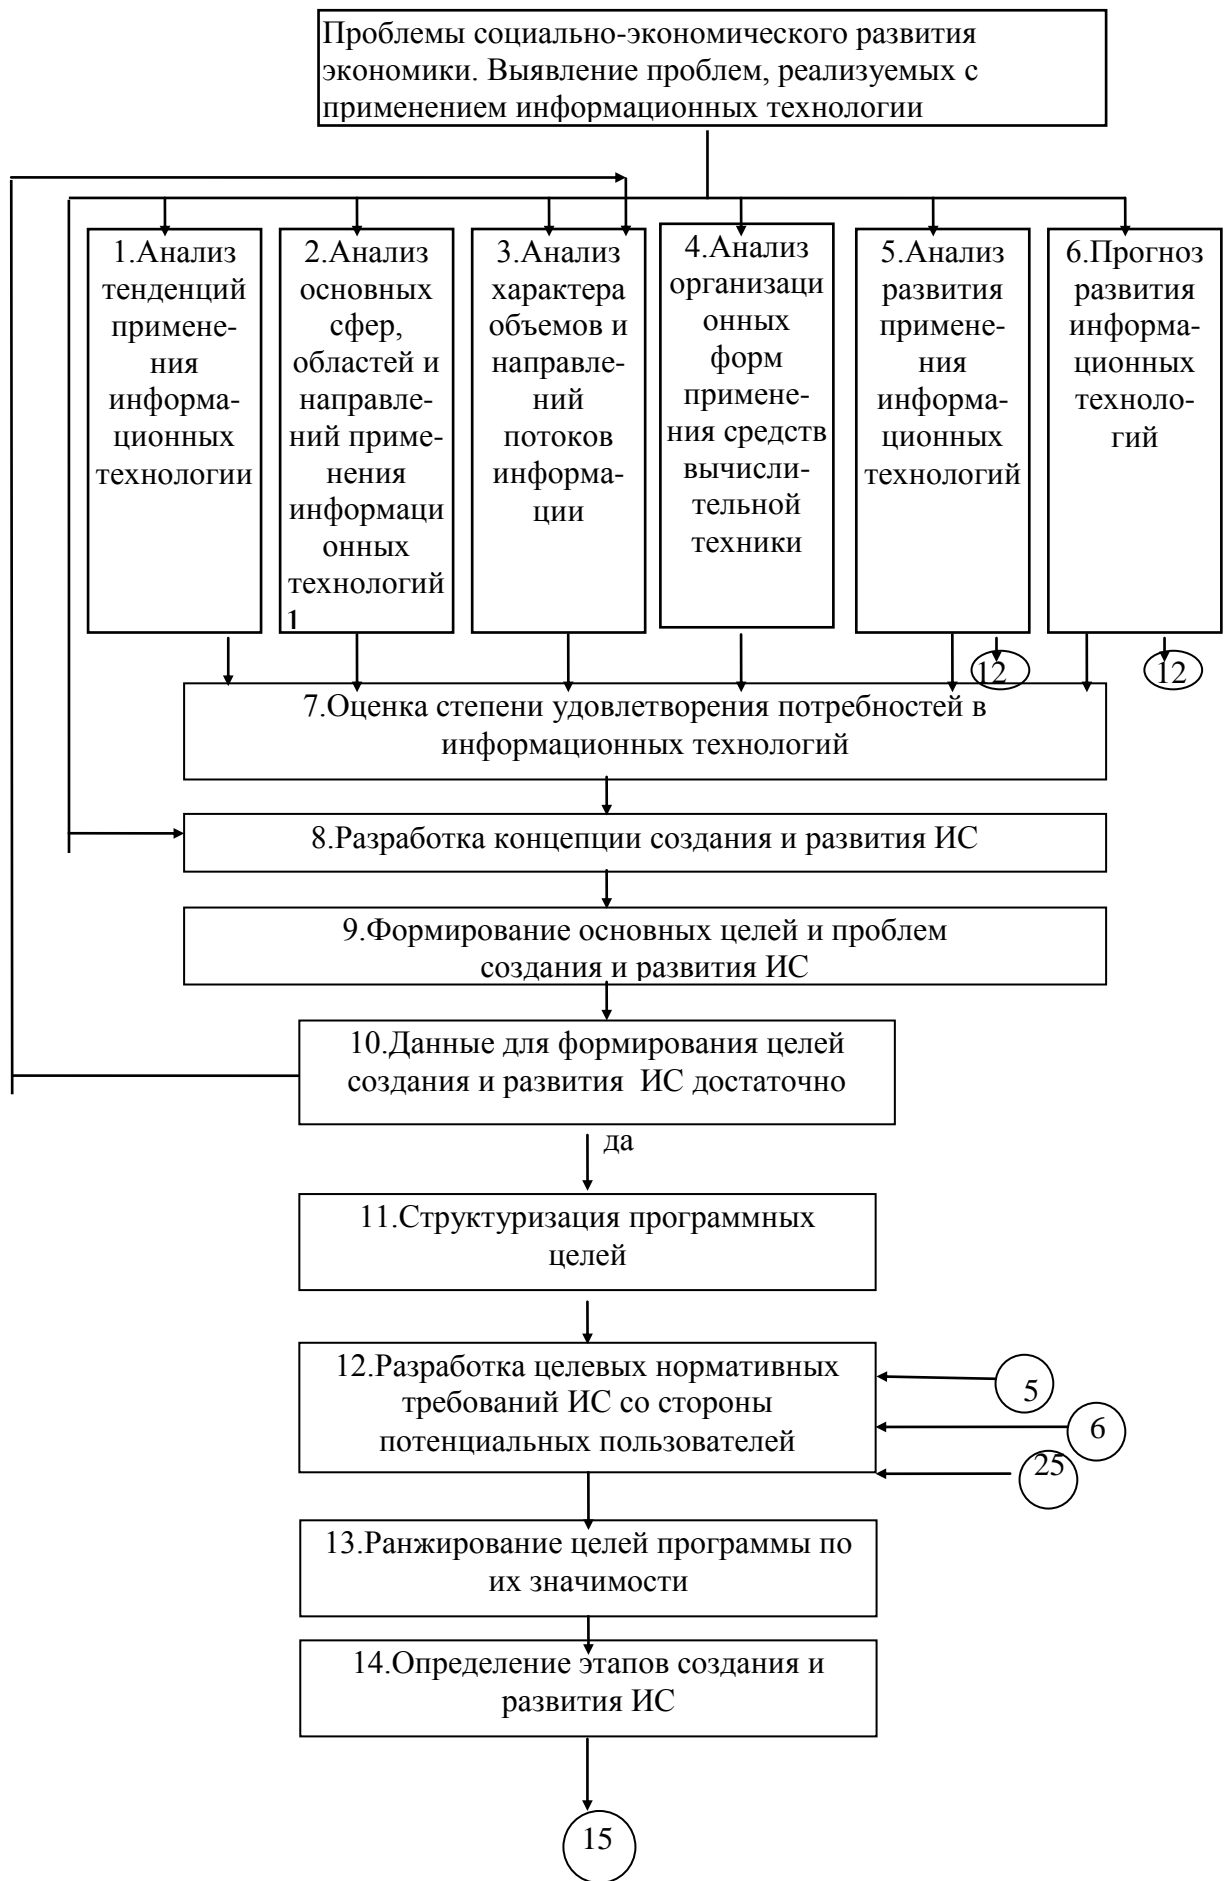 Проблемы социально-экономического развития
экономики. Выявление проблем, реализуемых с
применением информационных технологии
1.Анализ
тенденций
примене-
ния
информа-
ционных
технологии
2.Анализ
основных
сфер,
областей и
направле-
ний приме-
нения
информаци
онных
технологий
1
3.Анализ
характера
объемов и
направле-
ний
потоков
информа-
ции
4.Анализ
организаци
онных
форм
примене-
ния средств
вычисли-
тельной
техники
5.Анализ
развития
примене-
ния
информа-
ционных
технологий
6.Прогноз
развития
информа-
ционных
техноло-
гий
12
12
7.Оценка степени удовлетворения потребностей в
информационных технологий
8.Разработка концепции создания и развития ИС
9.Формирование основных целей и проблем
создания и развития ИС
10.Данные для формирования целей
создания и развития  ИС достаточно
да
11.Структуризация программных
целей
12.Разработка целевых нормативных
требований ИС со стороны
потенциальных пользователей
5
6
25
13.Ранжирование целей программы по
их значимости
14.Определение этапов создания и
развития ИС
15